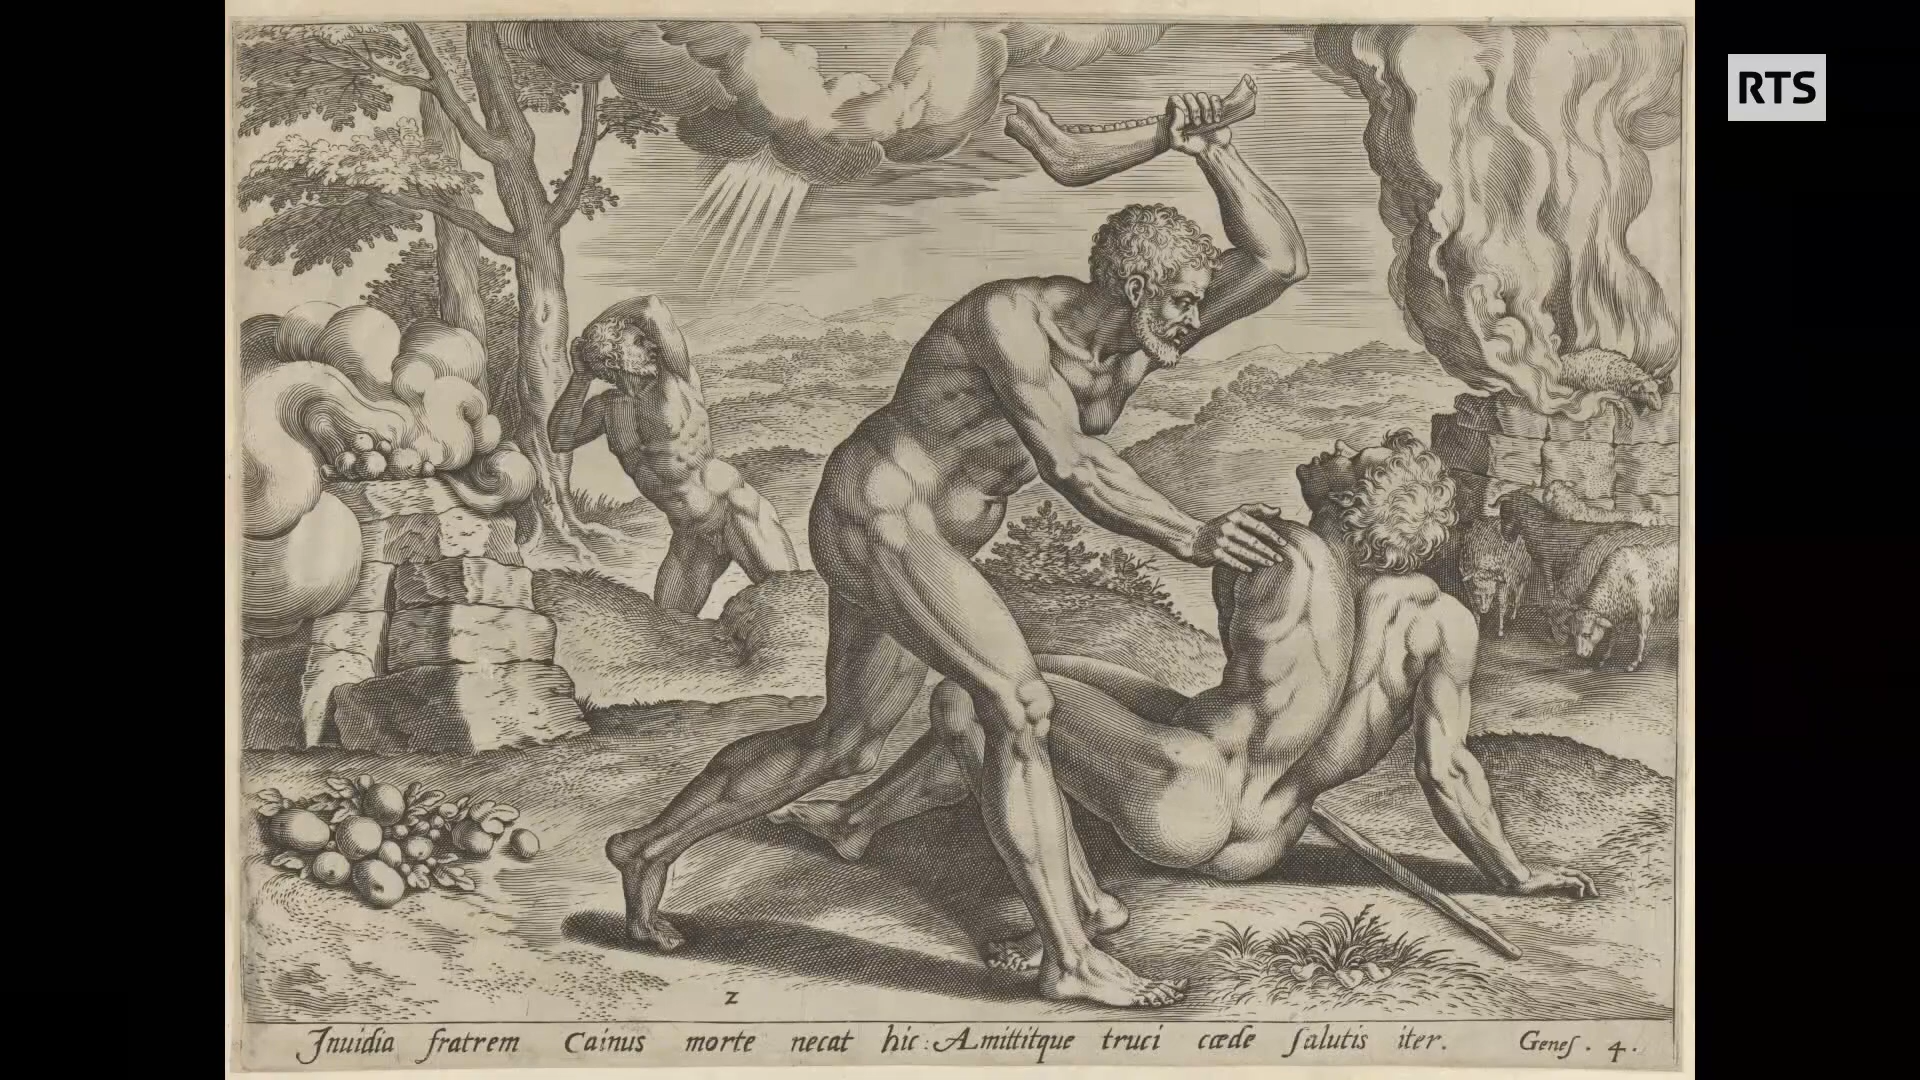 RTS
z
Inuidia fratrem Cainus morte necat hic: Amittitque truci cæde ſalutis iter. Geneſ. 4.